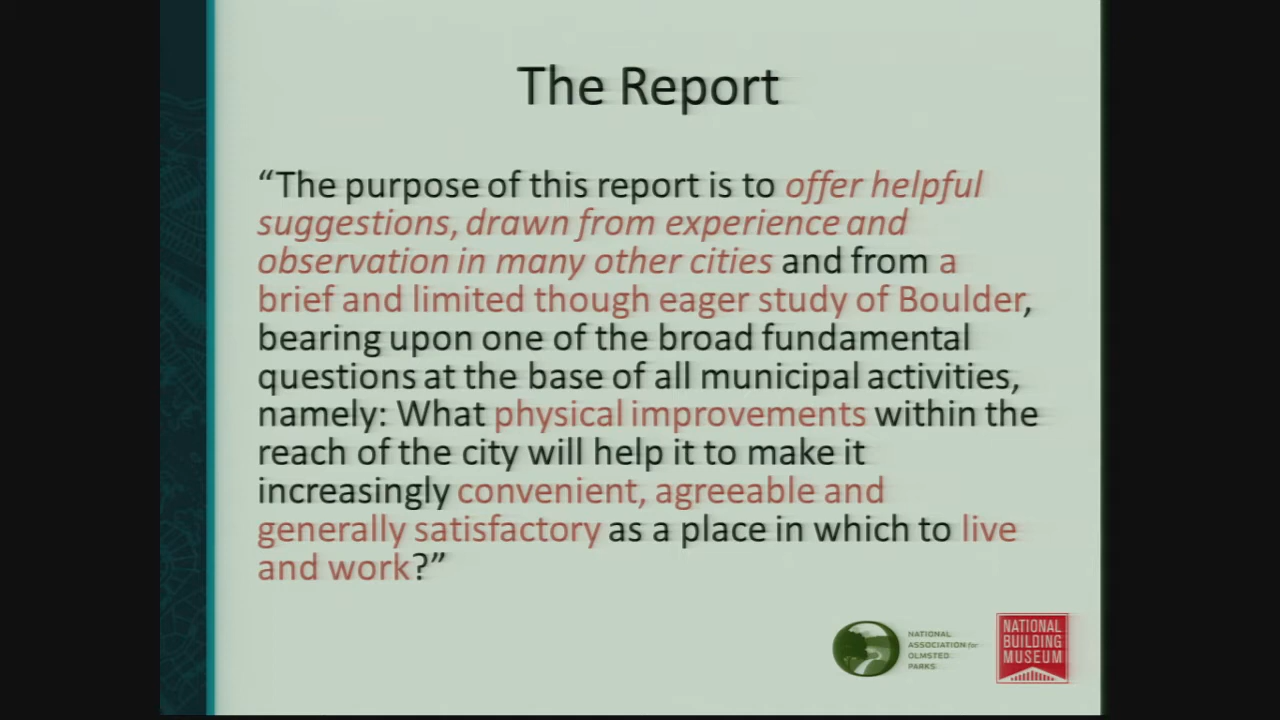 The Report
“The purpose of this report is to offer helpful
suggestions, drawn from experience and
observation in many other cities and from a
brief and limited though eager study of Boulder,
bearing upon one of the broad fundamental
questions at the base of all municipal activities,
namely: What physical improvements within the
reach of the city will help it to make it
increasingly convenient, agreeable and
generally satisfactory as a place in which to live
and work?”
NATIONAL
ASSOCIATION for
OLMSTED
PARKS
NATIONAL
BUILDING
MUSEUM